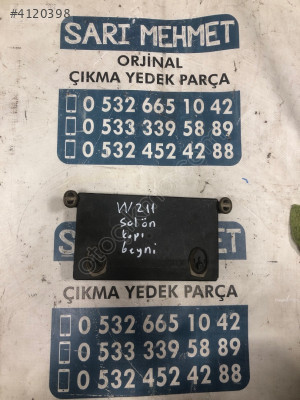 #4120398
SARI MEHMET
ORJİNAL
ÇIKMA YEDEK PARÇA
0 532 665 10 42
0 533 339 58 89
0 532 452 42 88
W211
sol ön
kapı
beyni
ÇIKMA YEDEK PARÇA
0 532 665 10 42
0 533 339 58 89
0 532 452 42 88